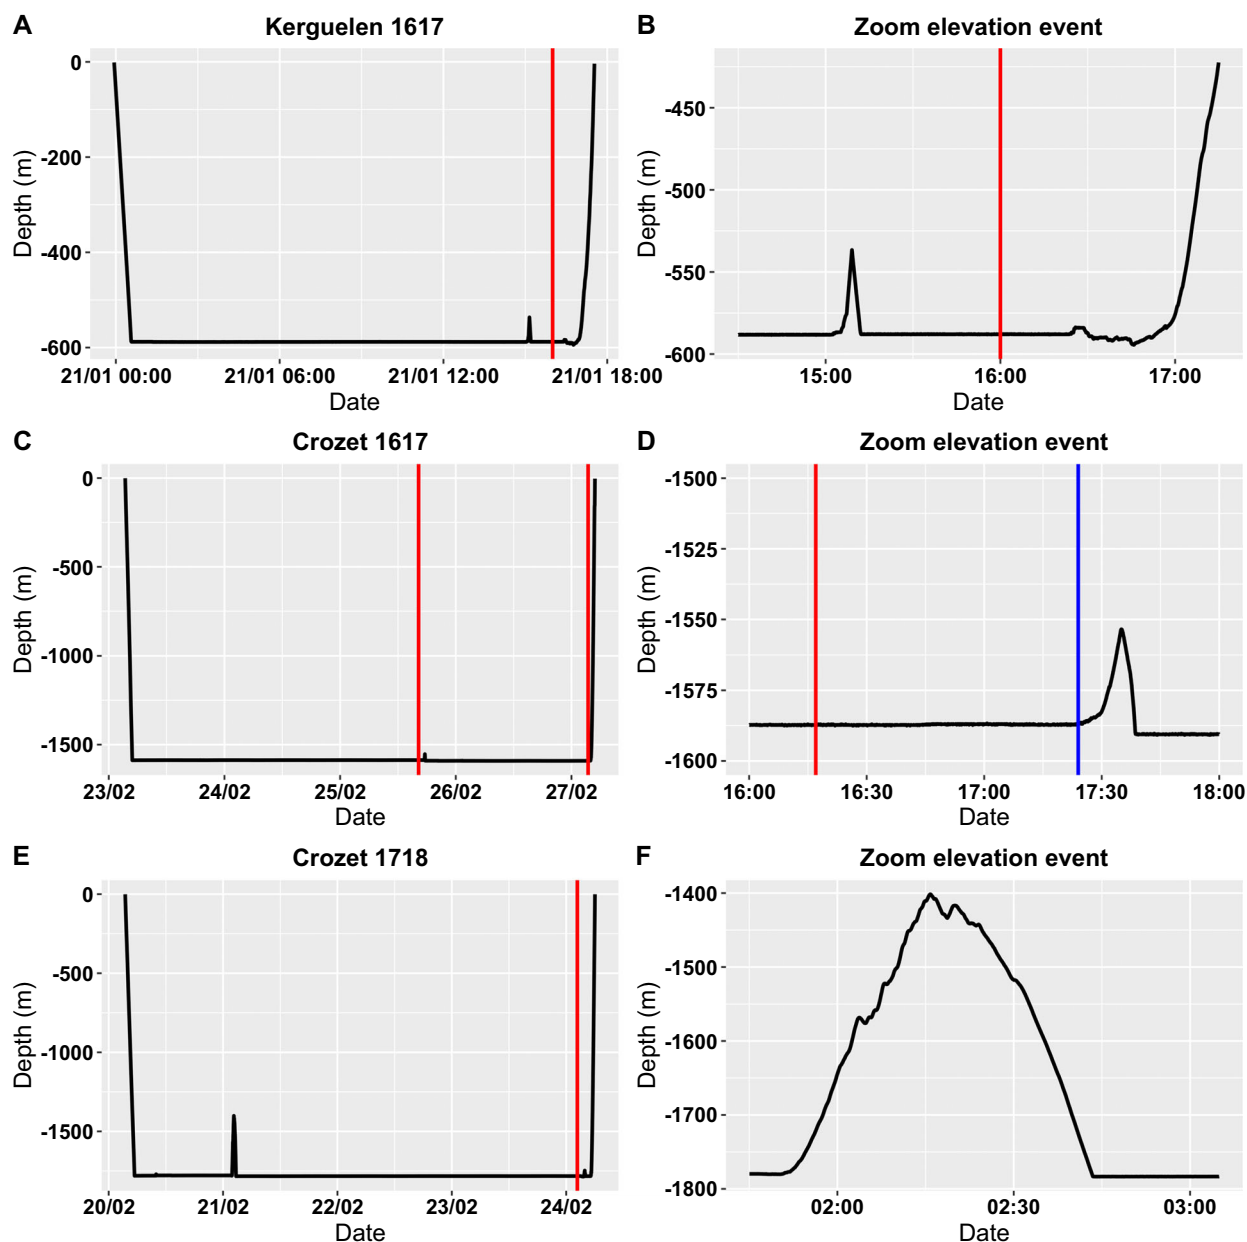 A
Kerguelen 1617
0
-200
-400
-600
Depth (m)
21/01 00:00 21/01 06:00 21/01 12:00 21/01 18:00
Date
B
Zoom elevation event
-450
-500
-550
-600
Depth (m)
15:00 16:00 17:00
Date
C
Crozet 1617
0
-500
-1000
-1500
Depth (m)
23/02 24/02 25/02 26/02 27/02
Date
D
Zoom elevation event
-1500
-1525
-1550
-1575
-1600
Depth (m)
16:00 16:30 17:00 17:30 18:00
Date
E
Crozet 1718
0
-500
-1000
-1500
Depth (m)
20/02 21/02 22/02 23/02 24/02
Date
F
Zoom elevation event
-1400
-1500
-1600
-1700
-1800
Depth (m)
02:00 02:30 03:00
Date